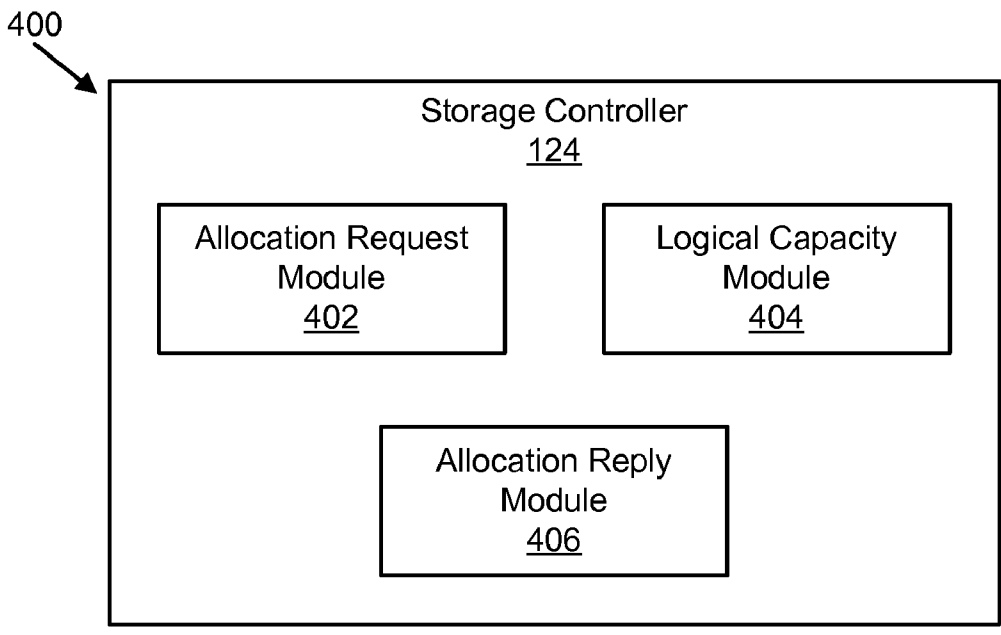 400
Storage Controller
124
Allocation Request
Module
402
Logical Capacity
Module
404
Allocation Reply
Module
406